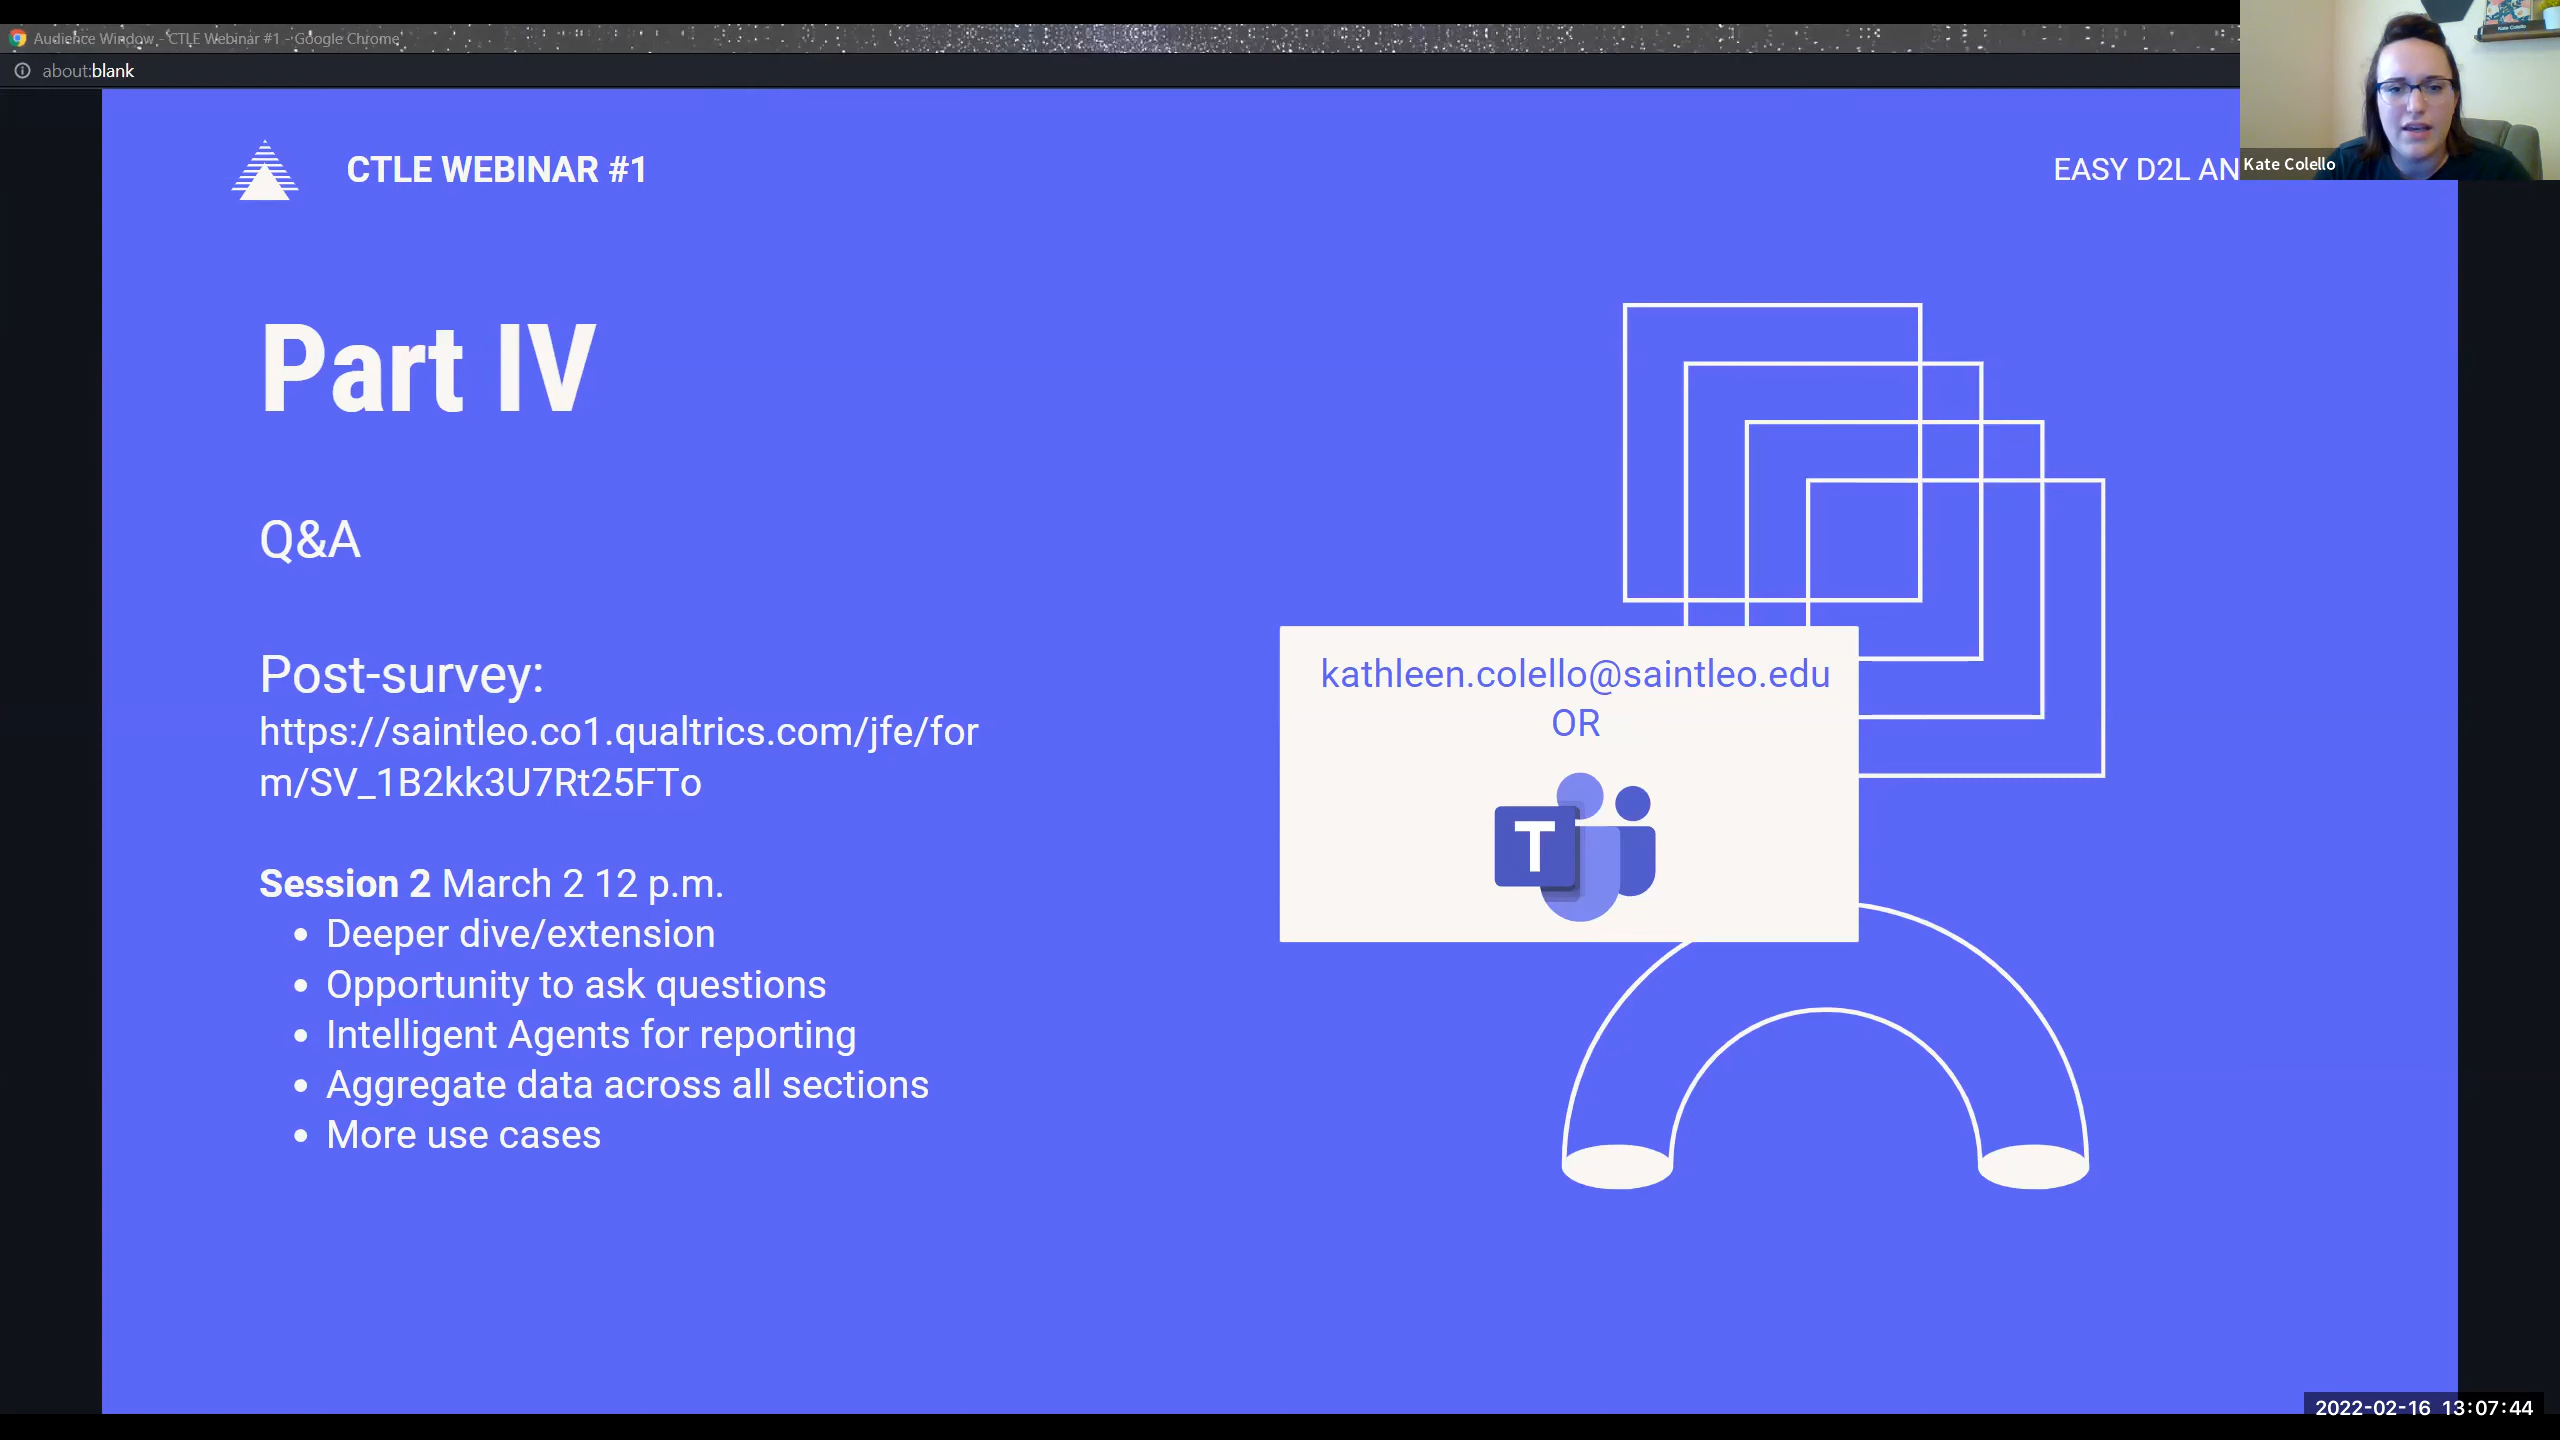 Audience Window - CTLE Webinar #1 - Google Chrome
about:blank
CTLE WEBINAR #1
EASY D2L AN
Kate Colello
Part IV
Q&A
Post-survey:
https://saintleo.co1.qualtrics.com/jfe/for
m/SV_1B2kk3U7Rt25FTo
Session 2 March 2 12 p.m.
• Deeper dive/extension
• Opportunity to ask questions
• Intelligent Agents for reporting
• Aggregate data across all sections
• More use cases
kathleen.colello@saintleo.edu
OR
T
2022-02-16 13:07:44